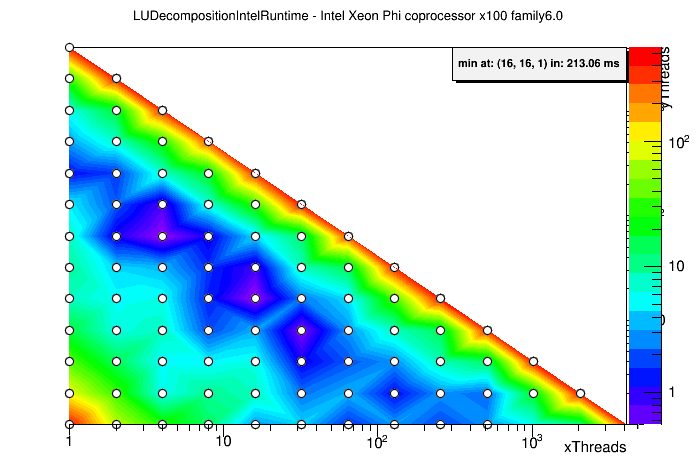 LUDecompositionIntelRuntime - Intel Xeon Phi coprocessor x100 family6.0
min at: (16, 16, 1) in: 213.06 ms
yThreads
10²
10
1
1
10
10²
10³
xThreads